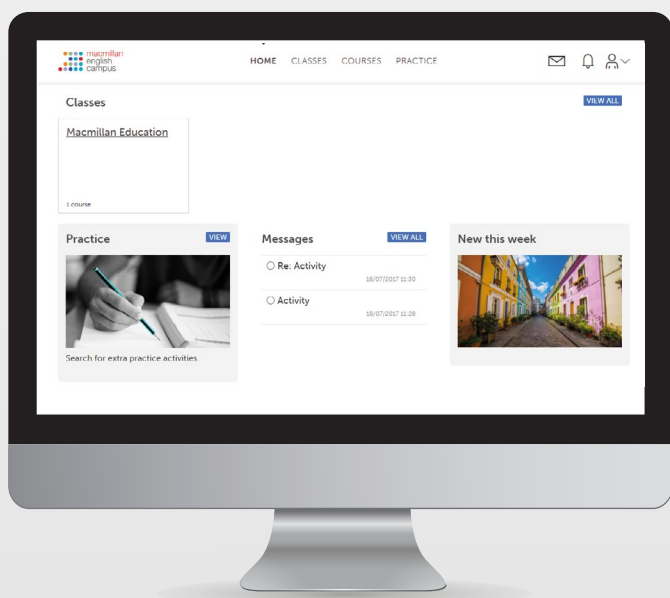 macmillan
english
campus
HOME CLASSES COURSES PRACTICE
Classes
VIEW ALL
Macmillan Education
1 course
Practice
VIEW
Search for extra practice activities
Messages
VIEW ALL
Re: Activity
18/07/2017 11:30
Activity
18/07/2017 11:28
New this week